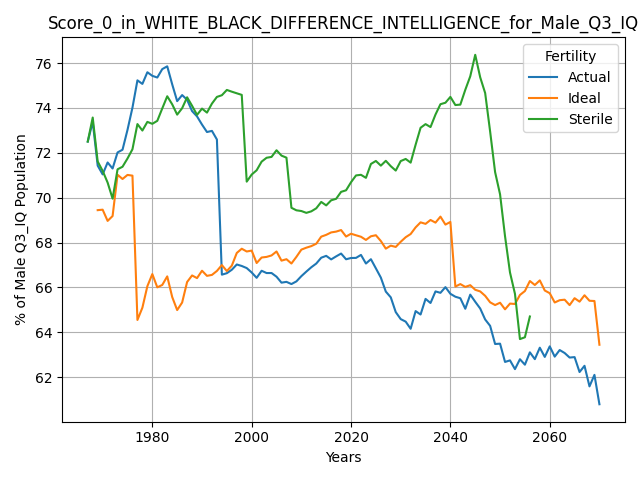 Score_0_in_WHITE_BLACK_DIFFERENCE_INTELLIGENCE_for_Male_Q3_IQ
Fertility
Actual
Ideal
Sterile
% of Male Q3_IQ Population
76
74
72
70
68
66
64
62
1980
2000
2020
2040
2060
Years